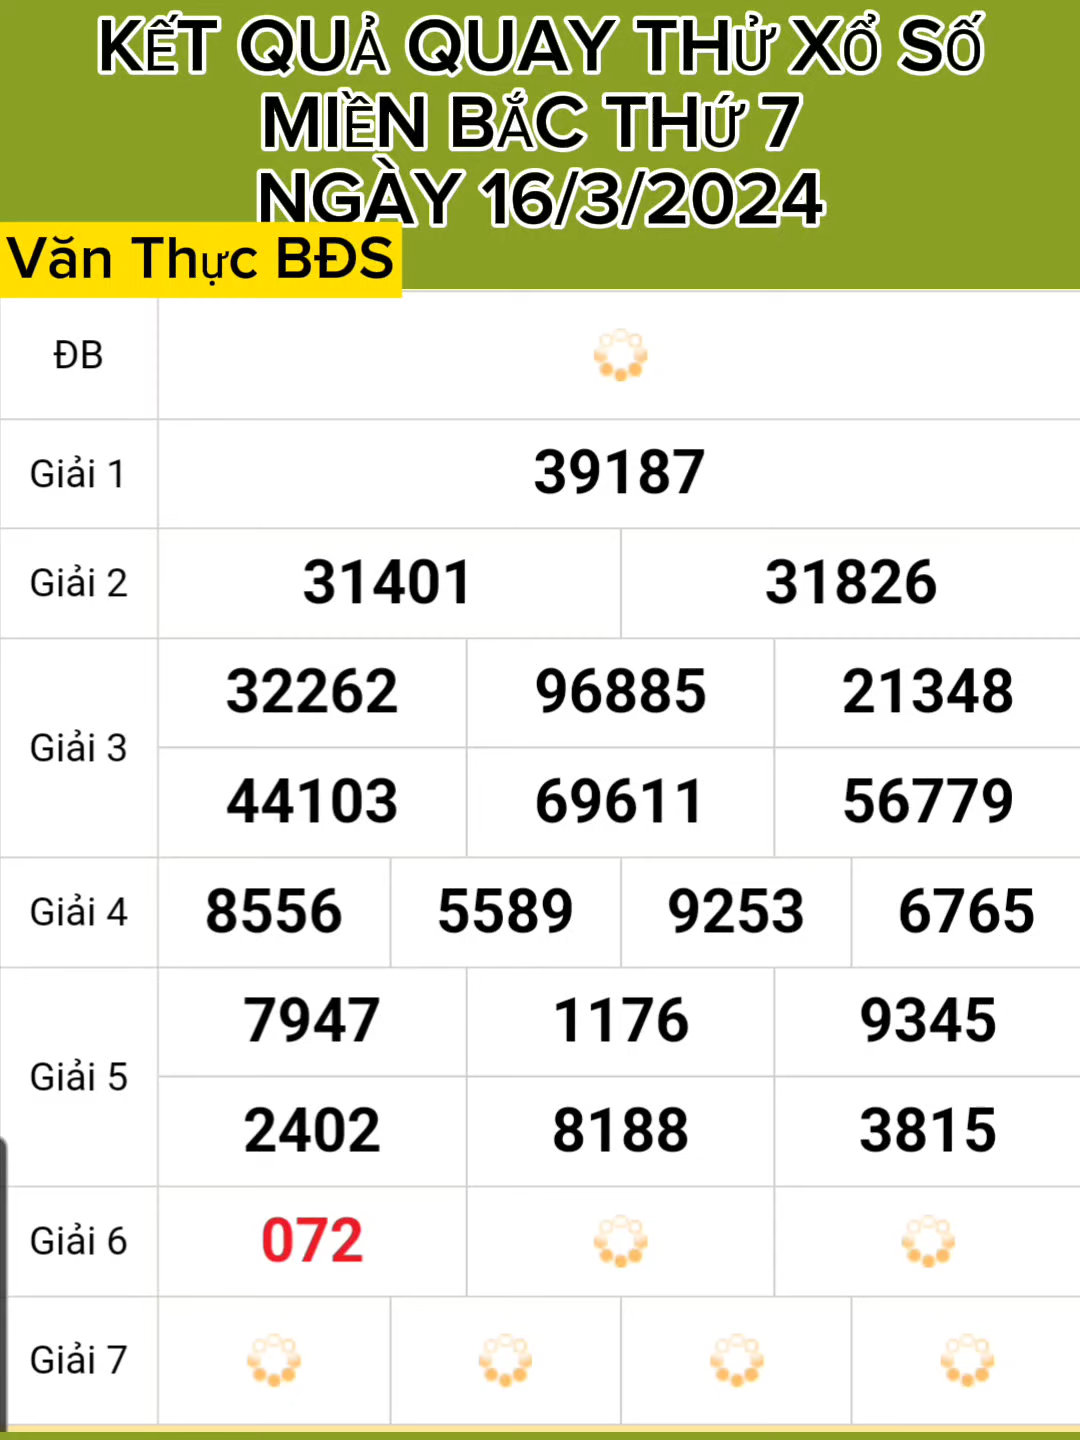 KẾT QUẢ QUAY THỬ XỔ SỐ
MIỀN BẮC THỨ 7
NGÀY 16/3/2024
Văn Thực BĐS
ĐB
Giải 1 39187
Giải 2 31401 31826
Giải 3 32262 96885 21348
44103 69611 56779
Giải 4 8556 5589 9253 6765
Giải 5 7947 1176 9345
2402 8188 3815
Giải 6 072
Giải 7